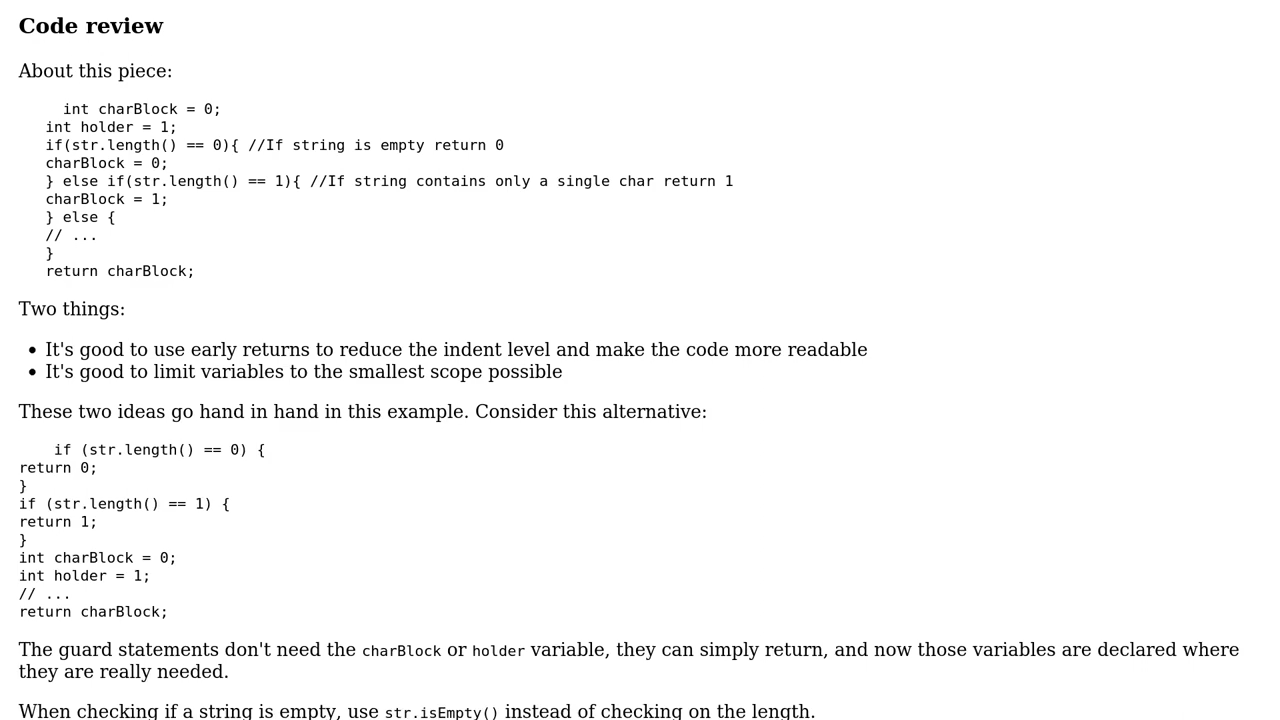 Code review
About this piece:
int charBlock = 0;
int holder = 1;
if(str.length() == 0){ //If string is empty return 0
charBlock = 0;
} else if(str.length() == 1){ //If string contains only a single char return 1
charBlock = 1;
} else {
// ...
}
return charBlock;
Two things:
• It's good to use early returns to reduce the indent level and make the code more readable
• It's good to limit variables to the smallest scope possible
These two ideas go hand in hand in this example. Consider this alternative:
if (str.length() == 0) {
return 0;
}
if (str.length() == 1) {
return 1;
}
int charBlock = 0;
int holder = 1;
// ...
return charBlock;
The guard statements don't need the charBlock or holder variable, they can simply return, and now those variables are declared where
they are really needed.
When checking if a string is empty, use str.isEmpty() instead of checking on the length.